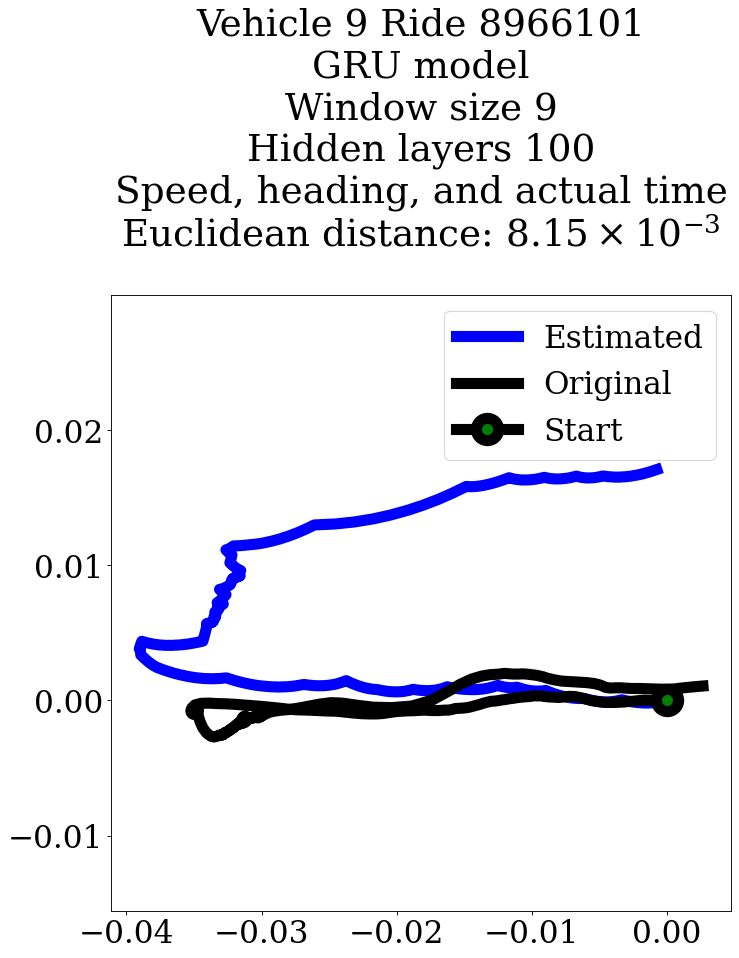 Vehicle 9 Ride 8966101
GRU model
Window size 9
Hidden layers 100
Speed, heading, and actual time
Euclidean distance: 8.15 × 10⁻³
Estimated
Original
Start
0.02
0.01
0.00
−0.01
−0.04 −0.03 −0.02 −0.01 0.00